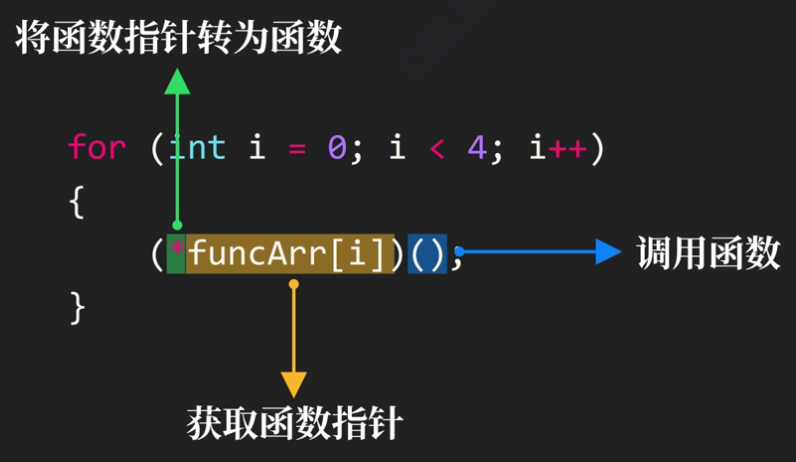 将函数指针转为函数
for (int i = 0; i < 4; i++)
{
(*funcArr[i])();
调用函数
}
获取函数指针